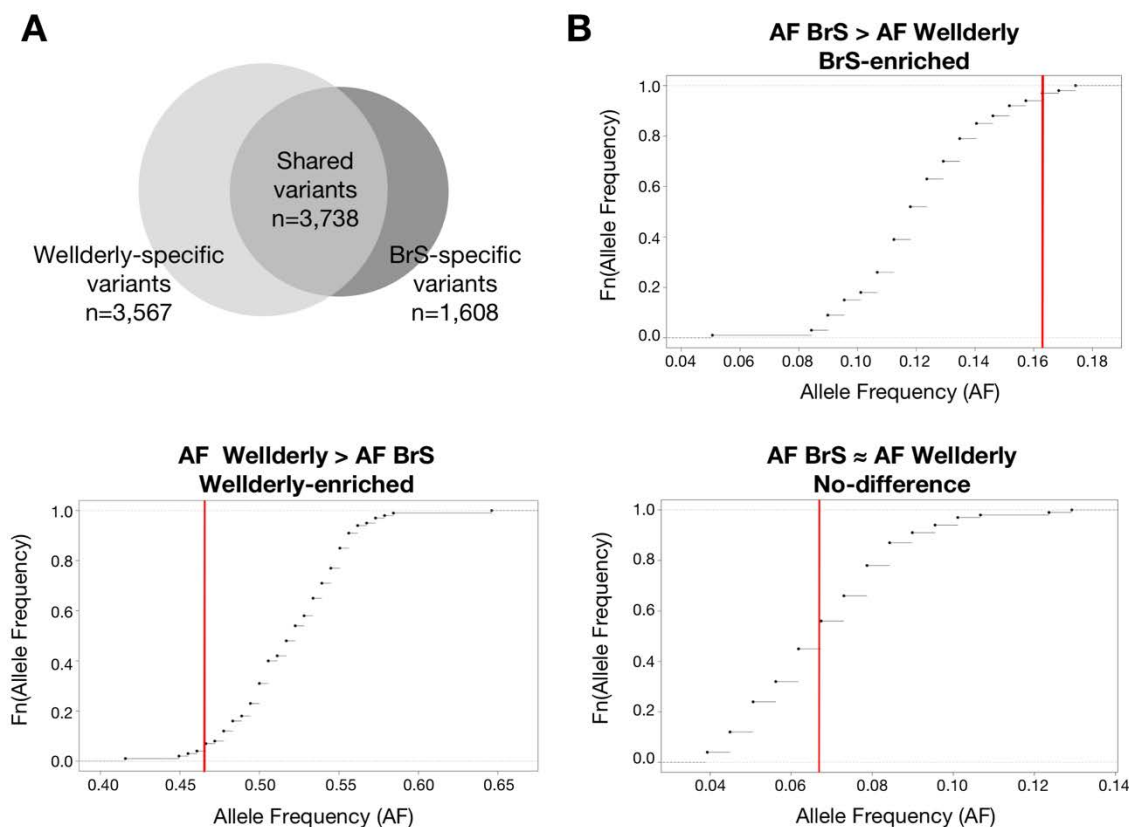 A
Shared
variants
n=3,738
Wellderly-specific
variants
n=3,567
BrS-specific
variants
n=1,608
B
AF BrS > AF Wellderly
BrS-enriched
Fn(Allele Frequency)
1.0
0.8
0.6
0.4
0.2
0.0
0.04 0.06 0.08 0.10 0.12 0.14 0.16 0.18
Allele Frequency (AF)
AF Wellderly > AF BrS
Wellderly-enriched
Fn(Allele Frequency)
1.0
0.8
0.6
0.4
0.2
0.0
0.40 0.45 0.50 0.55 0.60 0.65
Allele Frequency (AF)
AF BrS ≈ AF Wellderly
No-difference
Fn(Allele Frequency)
1.0
0.8
0.6
0.4
0.2
0.0
0.04 0.06 0.08 0.10 0.12 0.14
Allele Frequency (AF)